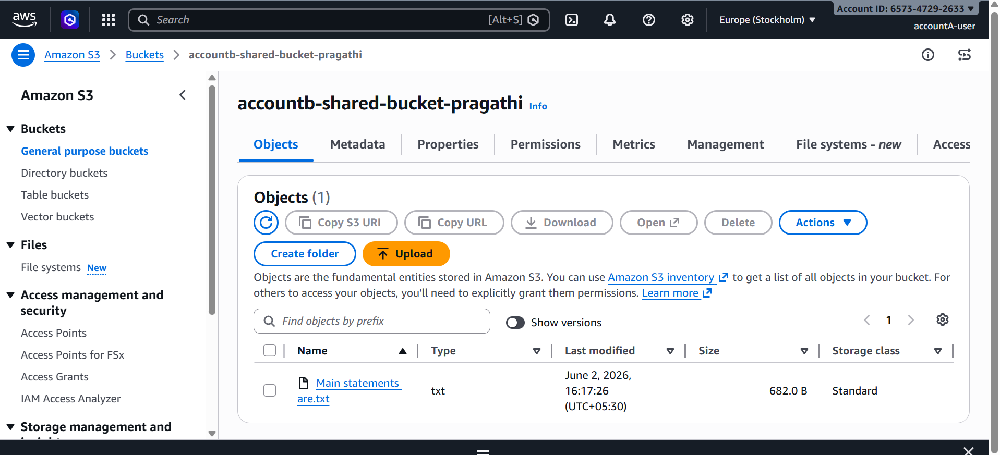 aws
Search
[Alt+S]
Europe (Stockholm)
Account ID: 6573-4729-2633
accountA-user
Amazon S3
Buckets
accountb-shared-bucket-pragathi
Amazon S3
Buckets
General purpose buckets
Directory buckets
Table buckets
Vector buckets
Files
File systems New
Access management and
security
Access Points
Access Points for FSx
Access Grants
IAM Access Analyzer
Storage management and
accountb-shared-bucket-pragathi Info
Objects
Metadata
Properties
Permissions
Metrics
Management
File systems - new
Access
Objects (1)
Copy S3 URI
Copy URL
Download
Open
Delete
Actions
Create folder
Upload
Objects are the fundamental entities stored in Amazon S3. You can use Amazon S3 inventory to get a list of all objects in your bucket. For
others to access your objects, you'll need to explicitly grant them permissions. Learn more
Find objects by prefix
Show versions
1
Name
Type
Last modified
Size
Storage class
Main statements
are.txt
txt
June 2, 2026,
16:17:26
(UTC+05:30)
682.0 B
Standard